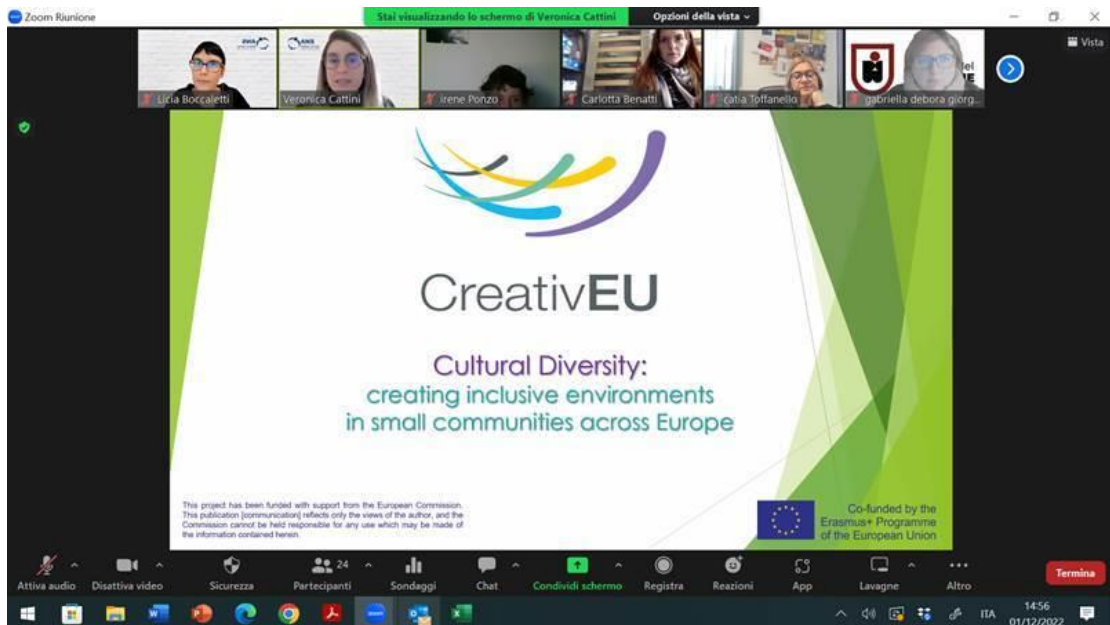 Zoom Riunione
Stai visualizzando lo schermo di Veronica Cattini
Opzioni della vista
Vista
Licia Boccaletti
Veronica Cattini
irene Ponzo
Carlotta Benatti
catia Toffanello
gabriella debora giorg...
CreativEU
Cultural Diversity:
creating inclusive environments
in small communities across Europe
This project has been funded with support from the European Commission.
This publication [communication] reflects only the views of the author, and the
Commission cannot be held responsible for any use which may be made of
the information contained herein.
Co-funded by the
Erasmus+ Programme
of the European Union
Attiva audio
Disattiva video
Sicurezza
24
Partecipanti
Sondaggi
Chat
Condividi schermo
Registra
Reazioni
App
Lavagne
Altro
Termina
ITA
14:56
01/12/2022